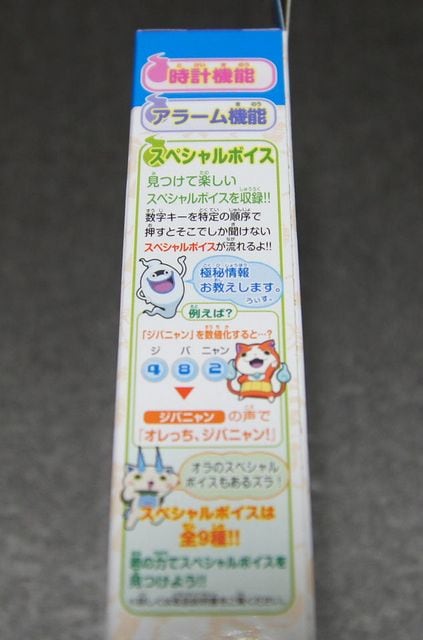 時計機能
アラーム機能
スペシャルボイス
見つけて楽しい
スペシャルボイスを収録!!
数字キーを特定の順序で
押すとそこでしか聞けない
スペシャルボイスが流れるよ!!
極秘情報
お教えします。
うぃす。
例えば?
「ジバニャン」を数値化すると…?
ジ バ ニャン
4 8 2
ジバニャン の声で
「オレっち、ジバニャン!」
オラのスペシャル
ボイスもあるズラ!
スペシャルボイスは
全9種!!
君の力でスペシャルボイスを
見つけよう!!